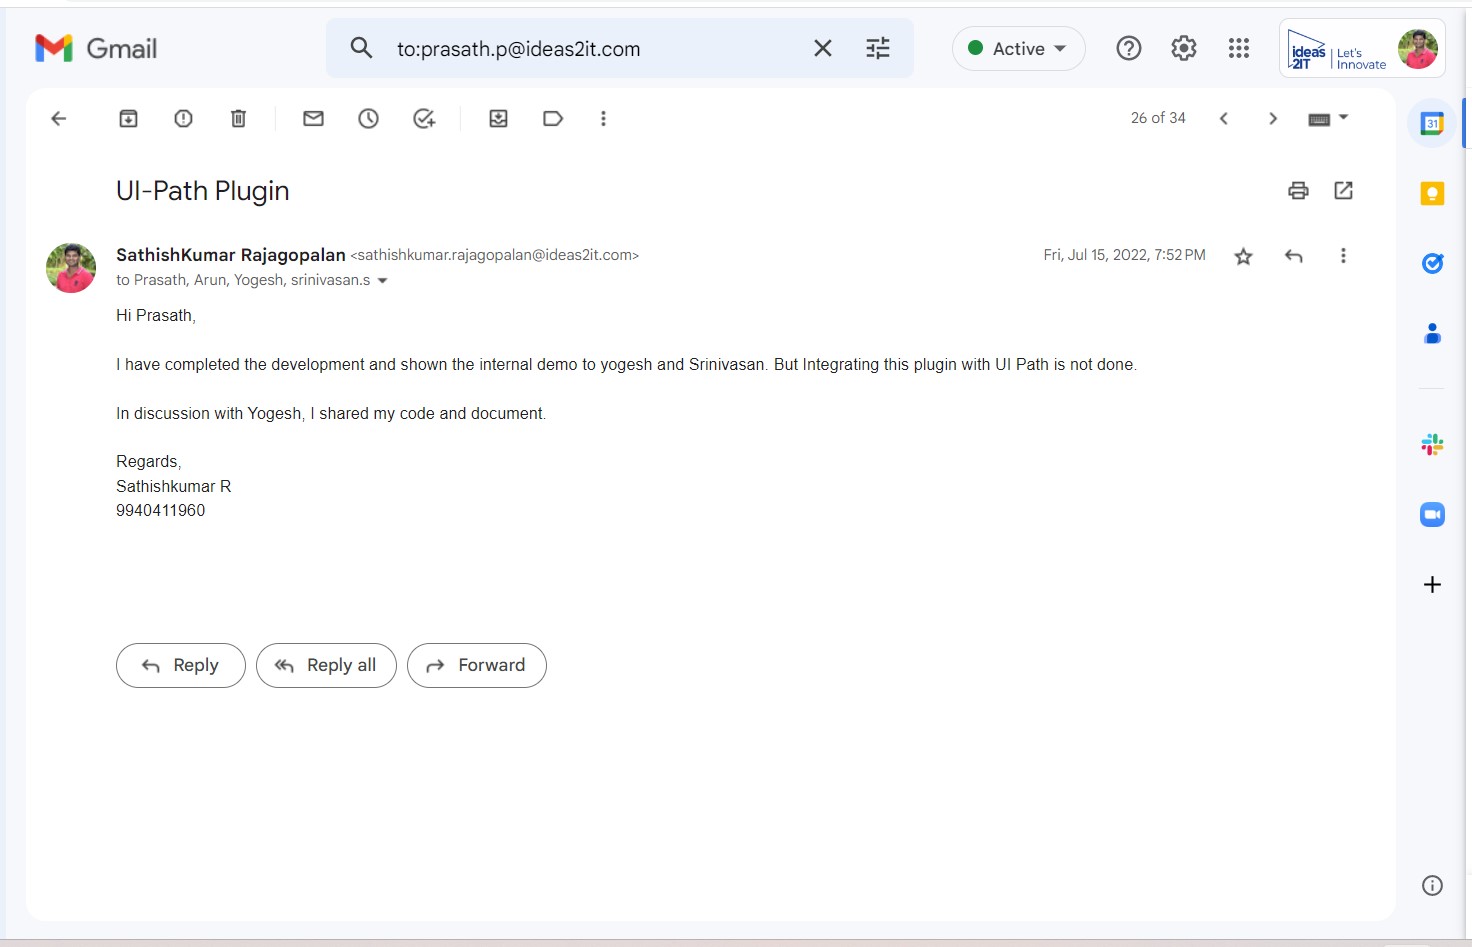 Gmail
to:prasath.p@ideas2it.com
Active
ideas
2IT
Let's
Innovate
26 of 34
31
UI-Path Plugin
SathishKumar Rajagopalan <sathishkumar.rajagopalan@ideas2it.com>
Fri, Jul 15, 2022, 7:52 PM
to Prasath, Arun, Yogesh, srinivasan.s
Hi Prasath,
I have completed the development and shown the internal demo to yogesh and Srinivasan. But Integrating this plugin with UI Path is not done.
In discussion with Yogesh, I shared my code and document.
Regards,
Sathishkumar R
9940411960
Reply
Reply all
Forward